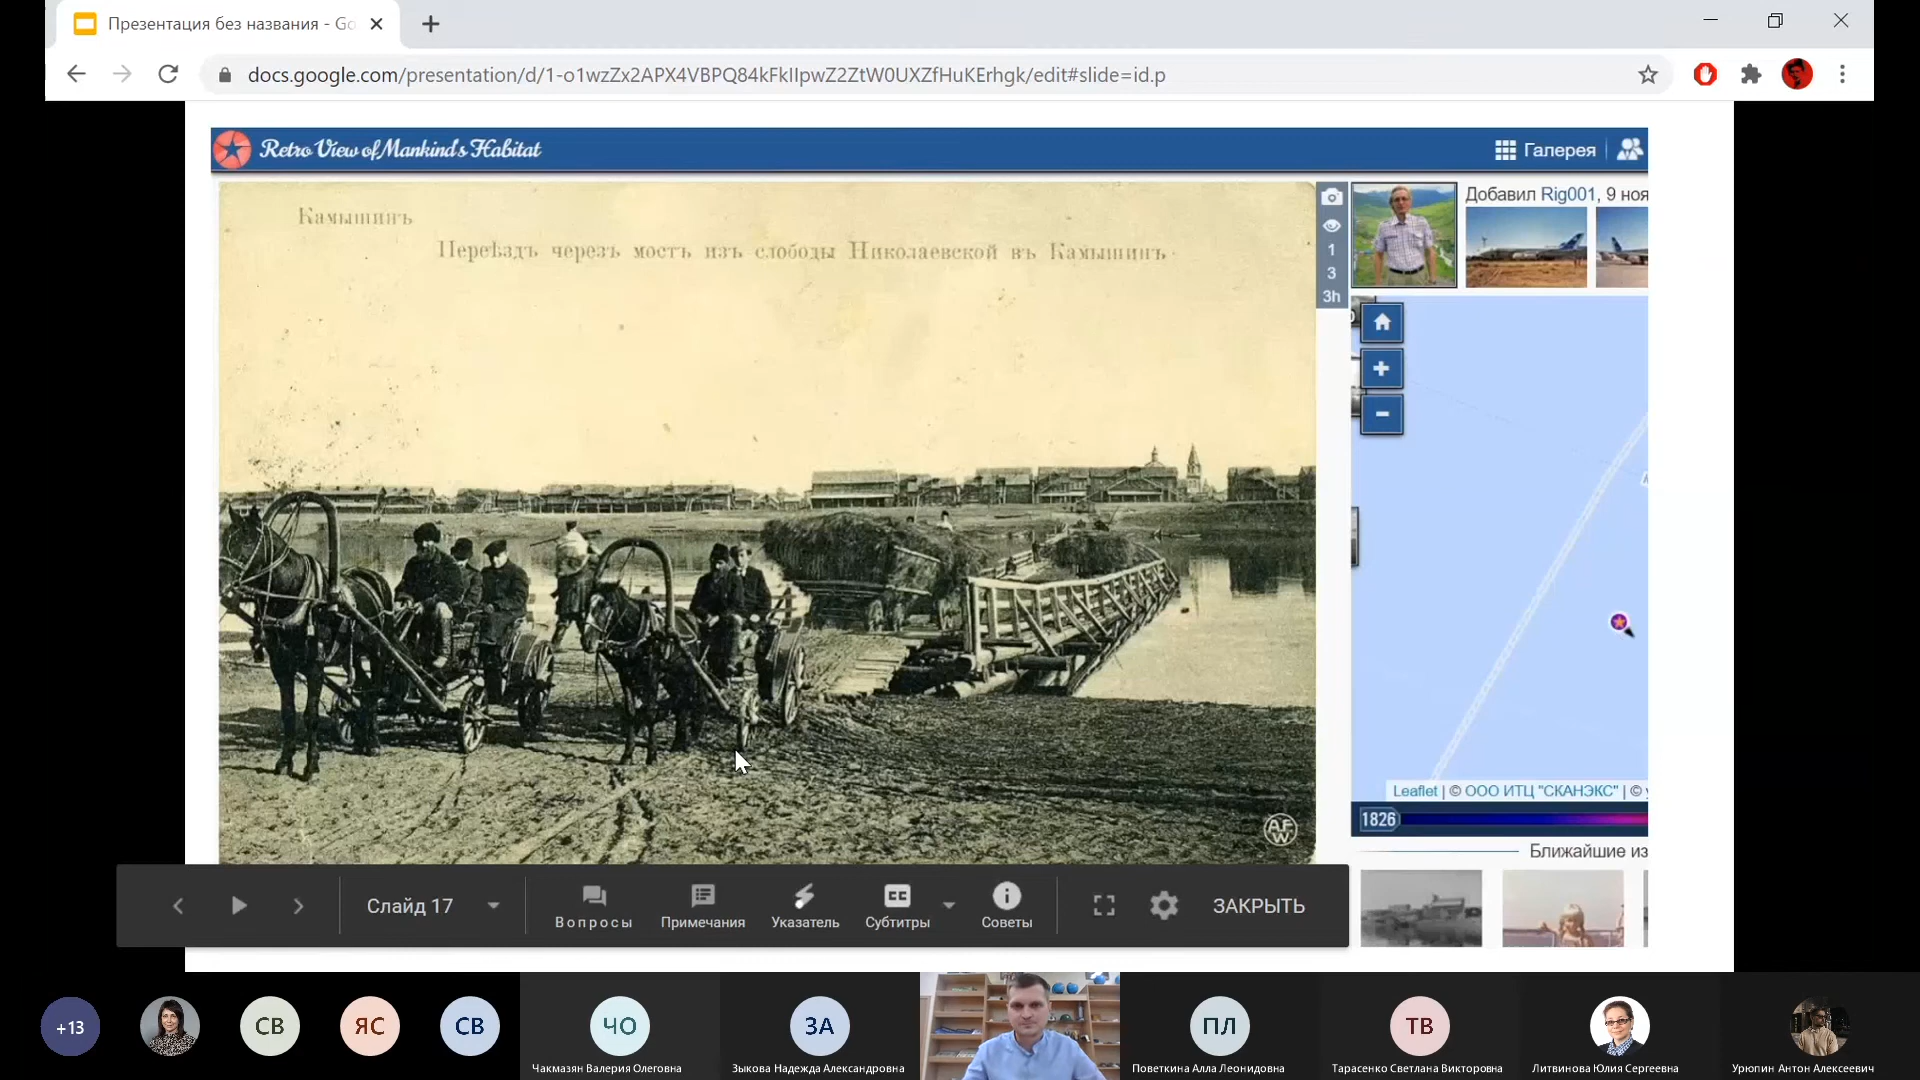 Презентация без названия - Go
docs.google.com/presentation/d/1-o1wzZx2APX4VBPQ84kFkIIpwZ2ZtW0UXZfHuKErhgk/edit#slide=id.p
Retro View of Mankind's Habitat
Галерея
Камышинъ
Переѣздъ черезъ мостъ изъ слободы Николаевской въ Камышинъ.
1
3
3h
Добавил Rig001, 9 ноя
Leaflet | © ООО ИТЦ "СКАНЭКС" | ©
1826
Ближайшие из
AFW
Слайд 17
Вопросы
Примечания
Указатель
CC
Субтитры
Советы
ЗАКРЫТЬ
+13
СВ
ЯС
СВ
ЧО
Чакмазян Валерия Олеговна
ЗА
Зыкова Надежда Александровна
ПЛ
Поветкина Алла Леонидовна
ТВ
Тарасенко Светлана Викторовна
Литвинова Юлия Сергеевна
Урюпин Антон Алексеевич